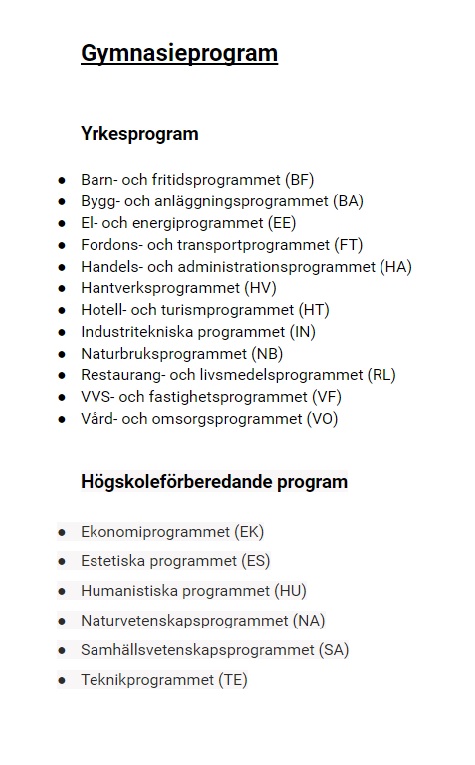 Gymnasieprogram
Yrkesprogram
● Barn- och fritidsprogrammet (BF)
● Bygg- och anläggningsprogrammet (BA)
● El- och energiprogrammet (EE)
● Fordons- och transportprogrammet (FT)
● Handels- och administrationsprogrammet (HA)
● Hantverksprogrammet (HV)
● Hotell- och turismprogrammet (HT)
● Industritekniska programmet (IN)
● Naturbruksprogrammet (NB)
● Restaurang- och livsmedelsprogrammet (RL)
● VVS- och fastighetsprogrammet (VF)
● Vård- och omsorgsprogrammet (VO)
Högskoleförberedande program
● Ekonomiprogrammet (EK)
● Estetiska programmet (ES)
● Humanistiska programmet (HU)
● Naturvetenskapsprogrammet (NA)
● Samhällsvetenskapsprogrammet (SA)
● Teknikprogrammet (TE)